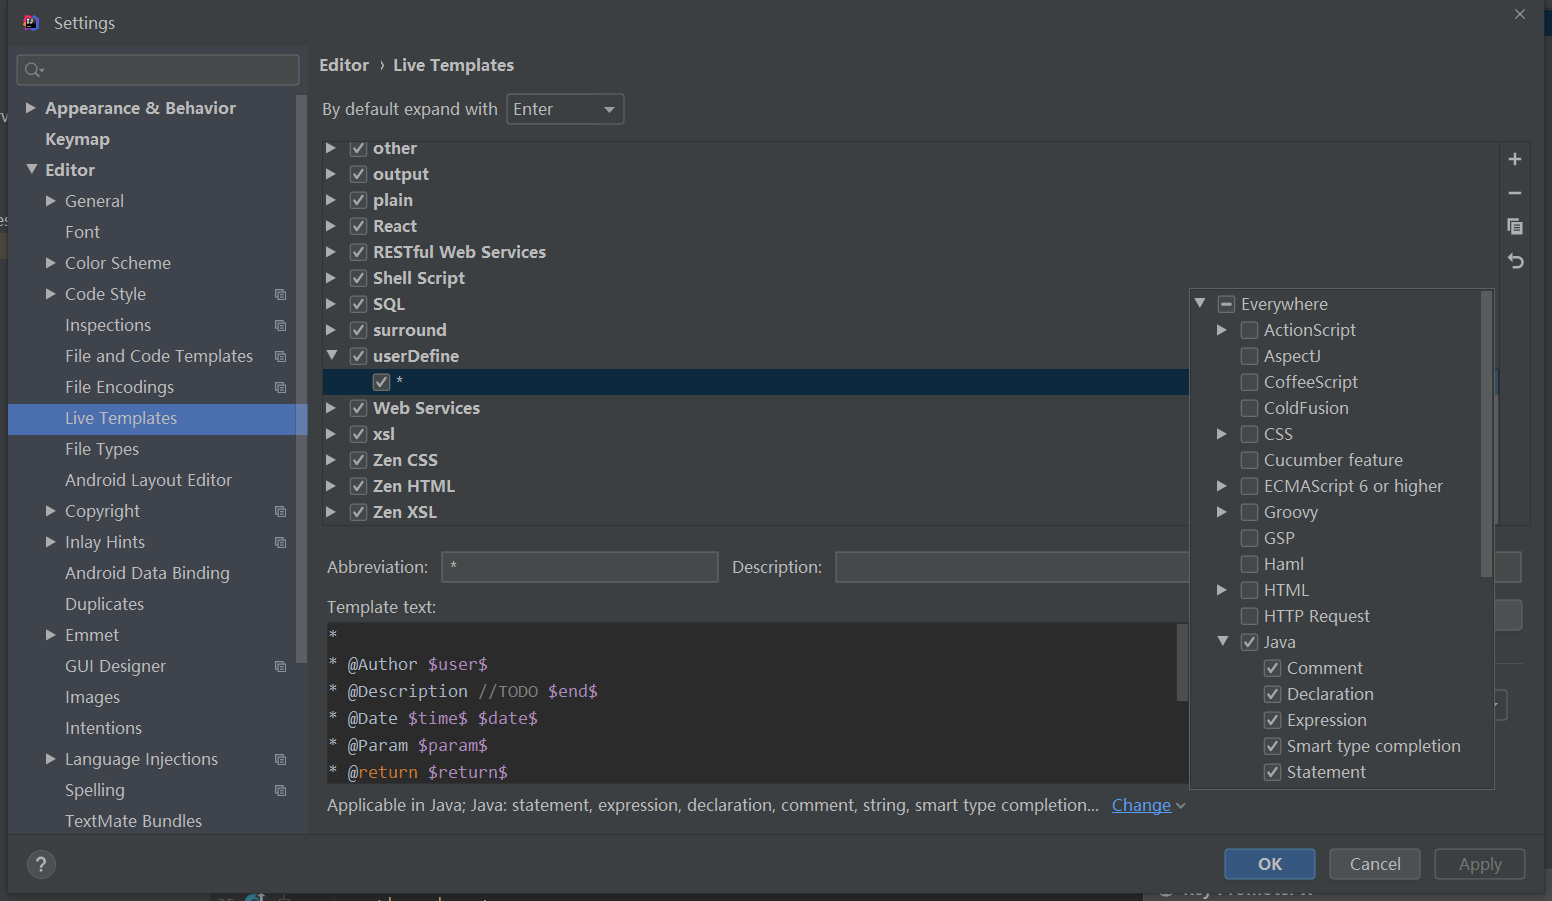 Settings
Appearance & Behavior
Keymap
Editor
General
Font
Color Scheme
Code Style
Inspections
File and Code Templates
File Encodings
Live Templates
File Types
Android Layout Editor
Copyright
Inlay Hints
Android Data Binding
Duplicates
Emmet
GUI Designer
Images
Intentions
Language Injections
Spelling
TextMate Bundles
Editor › Live Templates
By default expand with Enter
other
output
plain
React
RESTful Web Services
Shell Script
SQL
surround
userDefine
*
Web Services
xsl
Zen CSS
Zen HTML
Zen XSL
Everywhere
ActionScript
AspectJ
CoffeeScript
ColdFusion
CSS
Cucumber feature
ECMAScript 6 or higher
Groovy
GSP
Haml
HTML
HTTP Request
Java
Comment
Declaration
Expression
Smart type completion
Statement
Abbreviation: * Description:
Template text:
*
* @Author $user$
* @Description //TODO $end$
* @Date $time$ $date$
* @Param $param$
* @return $return$
Applicable in Java; Java: statement, expression, declaration, comment, string, smart type completion... Change
? OK Cancel Apply